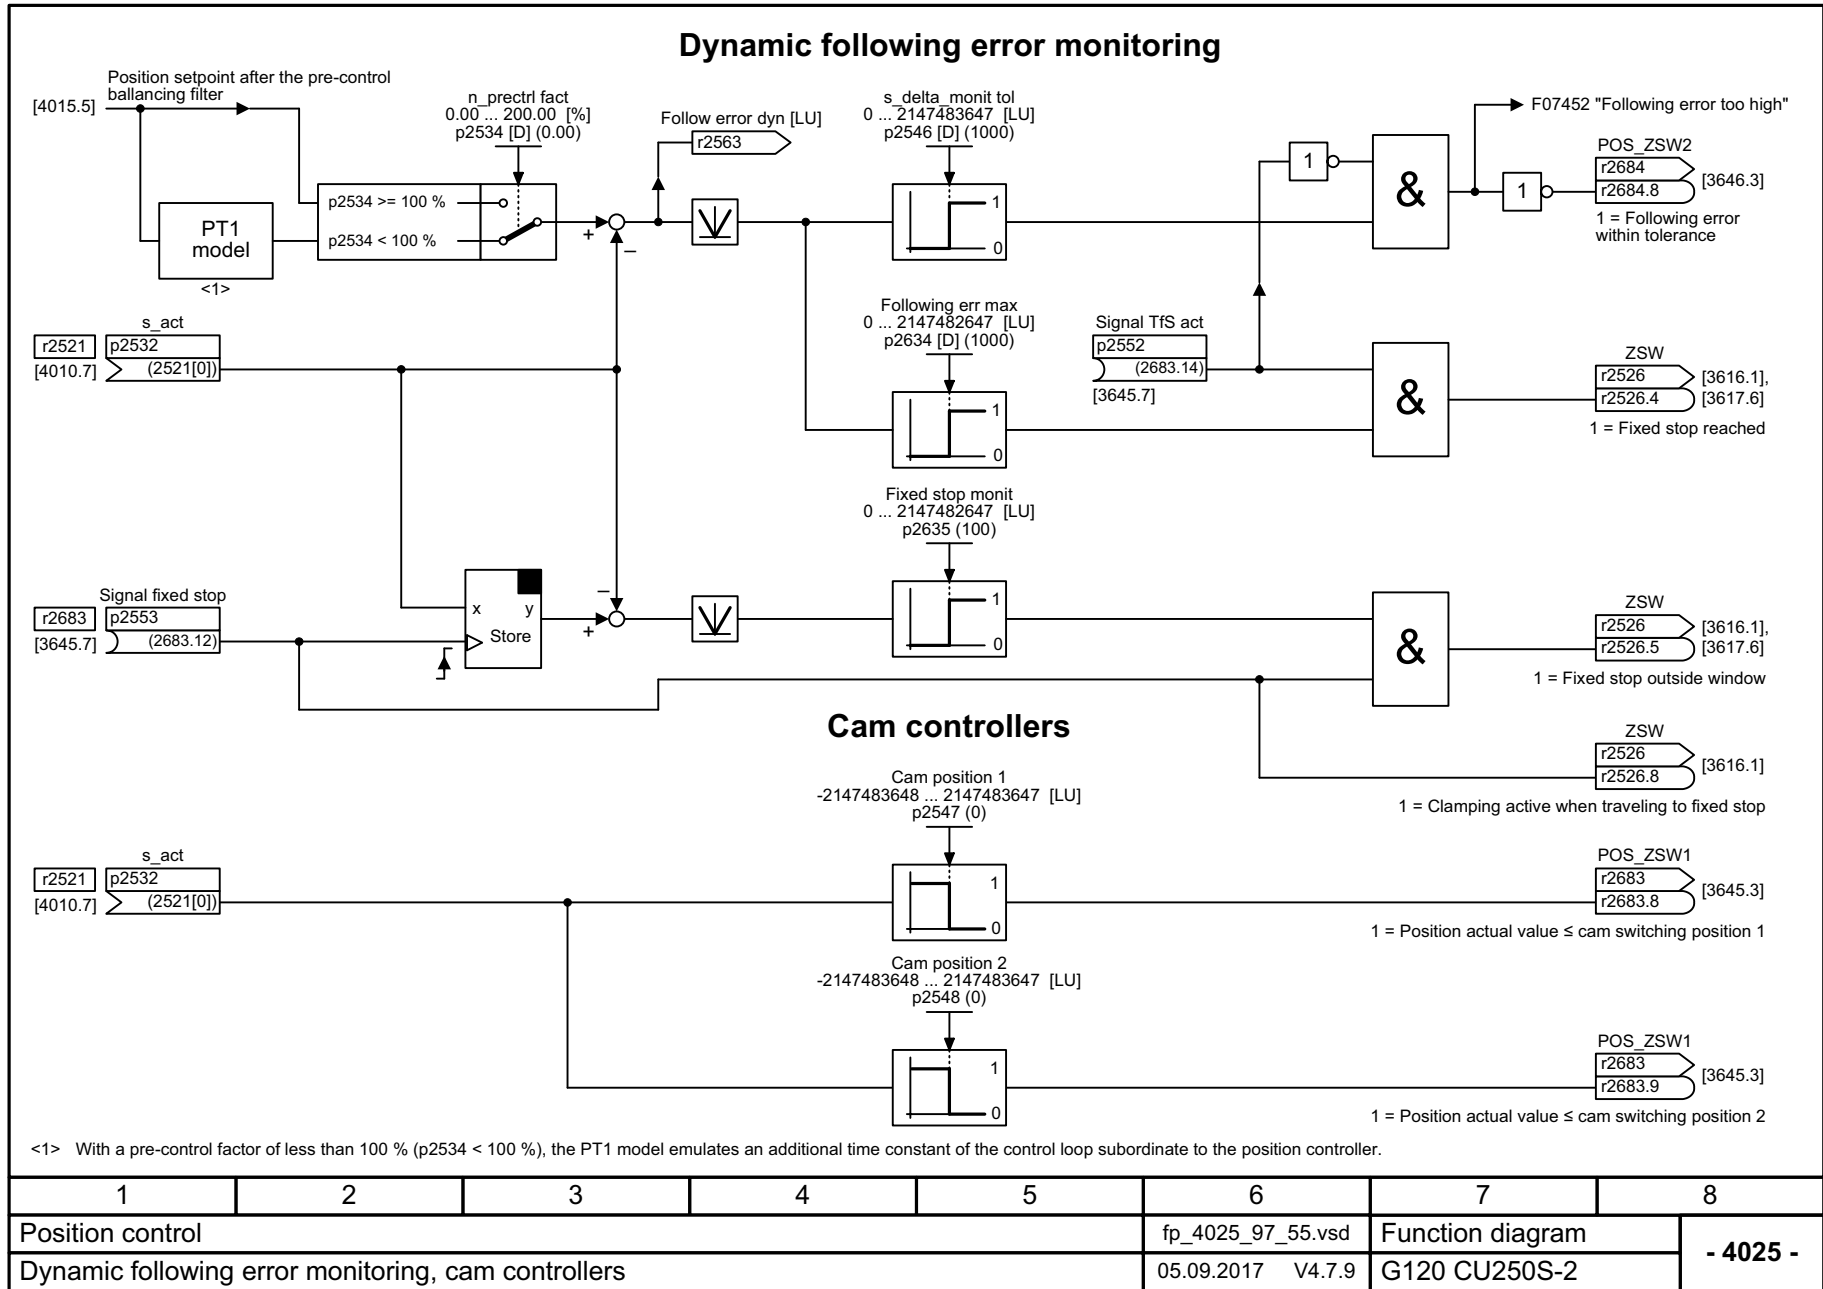 Dynamic following error monitoring
Position setpoint after the pre-control
ballancing filter
[4015.5]
n_prectrl fact
0.00 ... 200.00 [%]
p2534 [D] (0.00)
Follow error dyn [LU]
r2563
s_delta_monit tol
0 ... 2147483647 [LU]
p2546 [D] (1000)
F07452 "Following error too high"
POS_ZSW2
r2684
r2684.8
[3646.3]
1 = Following error
within tolerance
1
&
1
p2534 >= 100 %
p2534 < 100 %
PT1
model
<1>
+
–
1
0
s_act
r2521
p2532
[4010.7]
(2521[0])
Following err max
0 ... 2147482647 [LU]
p2634 [D] (1000)
1
0
Signal TfS act
p2552
(2683.14)
[3645.7]
&
ZSW
r2526
r2526.4
[3616.1],
[3617.6]
1 = Fixed stop reached
Fixed stop monit
0 ... 2147482647 [LU]
p2635 (100)
1
0
Signal fixed stop
r2683
p2553
[3645.7]
(2683.12)
x
y
Store
+
–
&
ZSW
r2526
r2526.5
[3616.1],
[3617.6]
1 = Fixed stop outside window
ZSW
r2526
r2526.8
[3616.1]
1 = Clamping active when traveling to fixed stop
Cam controllers
Cam position 1
-2147483648 ... 2147483647 [LU]
p2547 (0)
s_act
r2521
p2532
[4010.7]
(2521[0])
1
0
POS_ZSW1
r2683
r2683.8
[3645.3]
1 = Position actual value ≤ cam switching position 1
Cam position 2
-2147483648 ... 2147483647 [LU]
p2548 (0)
1
0
POS_ZSW1
r2683
r2683.9
[3645.3]
1 = Position actual value ≤ cam switching position 2
<1> With a pre-control factor of less than 100 % (p2534 < 100 %), the PT1 model emulates an additional time constant of the control loop subordinate to the position controller.
1 2 3 4 5 6 7 8
Position control
fp_4025_97_55.vsd
Function diagram
- 4025 -
Dynamic following error monitoring, cam controllers
05.09.2017 V4.7.9
G120 CU250S-2